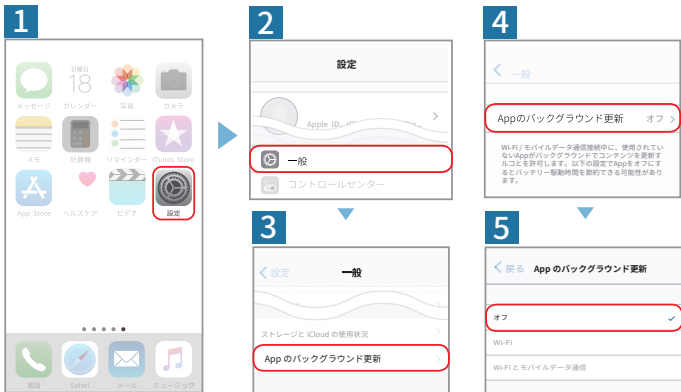 1
日曜日
18
メッセージ カレンダー 写真 カメラ
メモ 計算機 リマインダー iTunes Store
App Store ヘルスケア ビデオ 設定
電話 Safari メール ミュージック
2
設定
Apple ID、
一般
コントロールセンター
3
設定 一般
ストレージと iCloud の使用状況
App のバックグラウンド更新
4
一般
Appのバックグラウンド更新 オフ
Wi-Fi / モバイルデータ通信接続中に、使用されてい
ないAppがバックグラウンドでコンテンツを更新す
ルコとを許可します。以下の設定でAppをオフにす
るとバッテリー駆動時間を節約できる可能性があり
ます。
5
戻る App のバックグラウンド更新
オフ
Wi-Fi
Wi-Fi とモバイルデータ通信